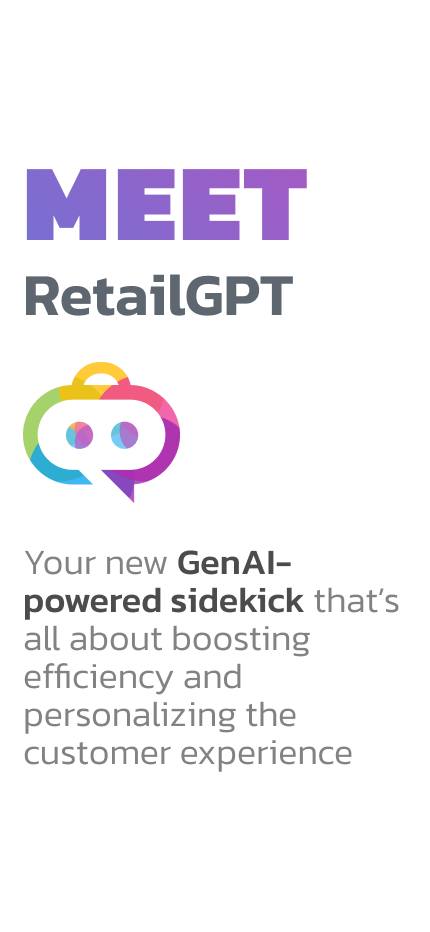 MEET
RetailGPT
Your new GenAI-
powered sidekick that's
all about boosting
efficiency and
personalizing the
customer experience